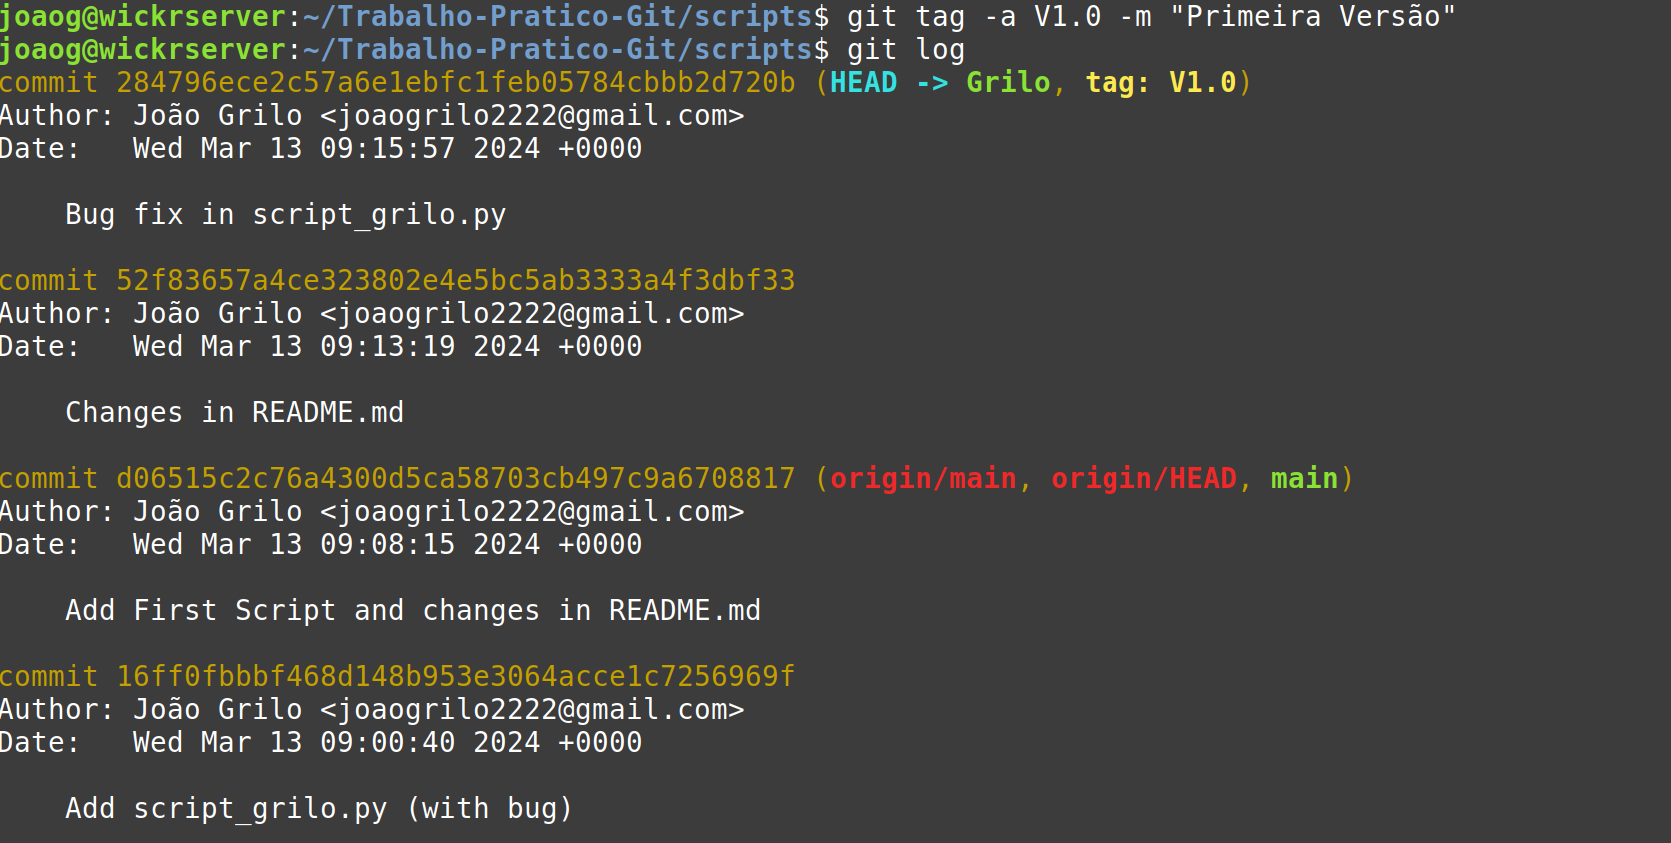 joaog@wickrserver:~/Trabalho-Pratico-Git/scripts$ git tag -a V1.0 -m "Primeira Versão"
joaog@wickrserver:~/Trabalho-Pratico-Git/scripts$ git log
commit 284796ece2c57a6e1ebfc1feb05784cbbb2d720b (HEAD -> Grilo, tag: V1.0)
Author: João Grilo <joaogrilo2222@gmail.com>
Date:   Wed Mar 13 09:15:57 2024 +0000
    Bug fix in script_grilo.py
commit 52f83657a4ce323802e4e5bc5ab3333a4f3dbf33
Author: João Grilo <joaogrilo2222@gmail.com>
Date:   Wed Mar 13 09:13:19 2024 +0000
    Changes in README.md
commit d06515c2c76a4300d5ca58703cb497c9a6708817 (origin/main, origin/HEAD, main)
Author: João Grilo <joaogrilo2222@gmail.com>
Date:   Wed Mar 13 09:08:15 2024 +0000
    Add First Script and changes in README.md
commit 16ff0fbbbf468d148b953e3064acce1c7256969f
Author: João Grilo <joaogrilo2222@gmail.com>
Date:   Wed Mar 13 09:00:40 2024 +0000
    Add script_grilo.py (with bug)